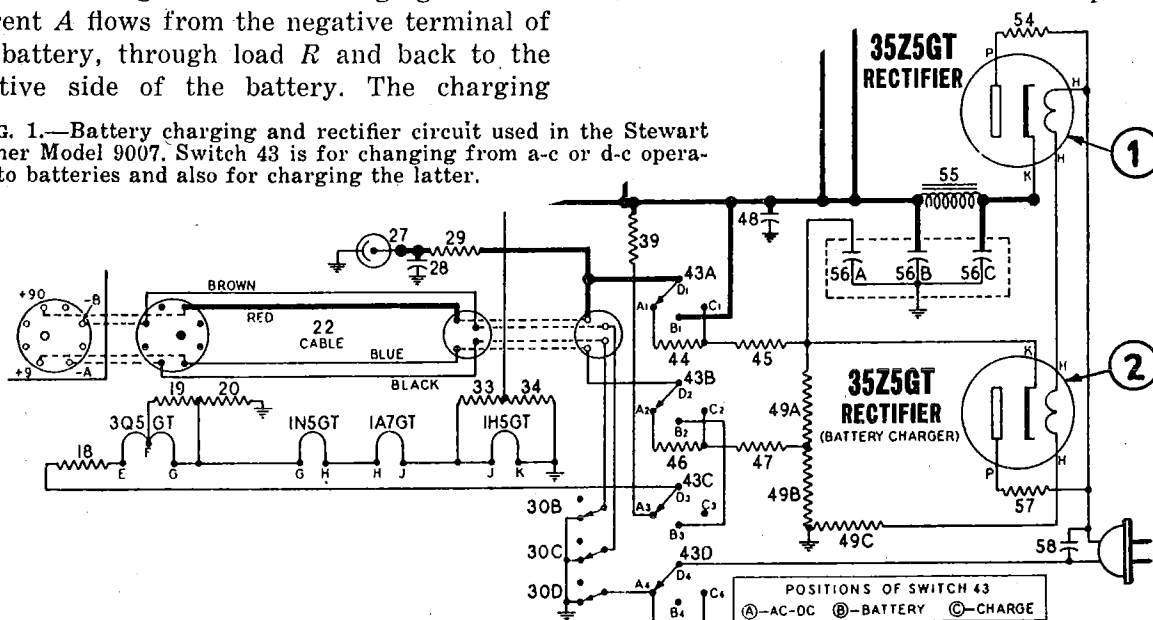 A flows from the negative terminal of
battery, through load R and back to the
side of the battery. The charging
1.—Battery charging and rectifier circuit used in the Stewart
Model 9007. Switch 43 is for changing from a-c or d-c opera-
to batteries and also for charging the latter.
54
35Z5GT
RECTIFIER
P
H
H
K
1
55
48
56A
56B
56C
27
28
29
39
43A
D1
A1
C1
B1
44
45
+90
-B
+9
-A
BROWN
RED
22
CABLE
BLUE
BLACK
43B
D2
A2
C2
B2
46
47
49A
49B
49C
35Z5GT
RECTIFIER
(BATTERY CHARGER)
K
H
P
H
2
57
58
19
20
33
34
3Q5GT
1N5GT
1A7GT
1H5GT
18
E
F
G
G
H
H
J
J
K
43C
D3
A3
C3
B3
30B
30C
30D
43D
D4
A4
C4
B4
POSITIONS OF SWITCH 43
A-AC-DC B-BATTERY C-CHARGE